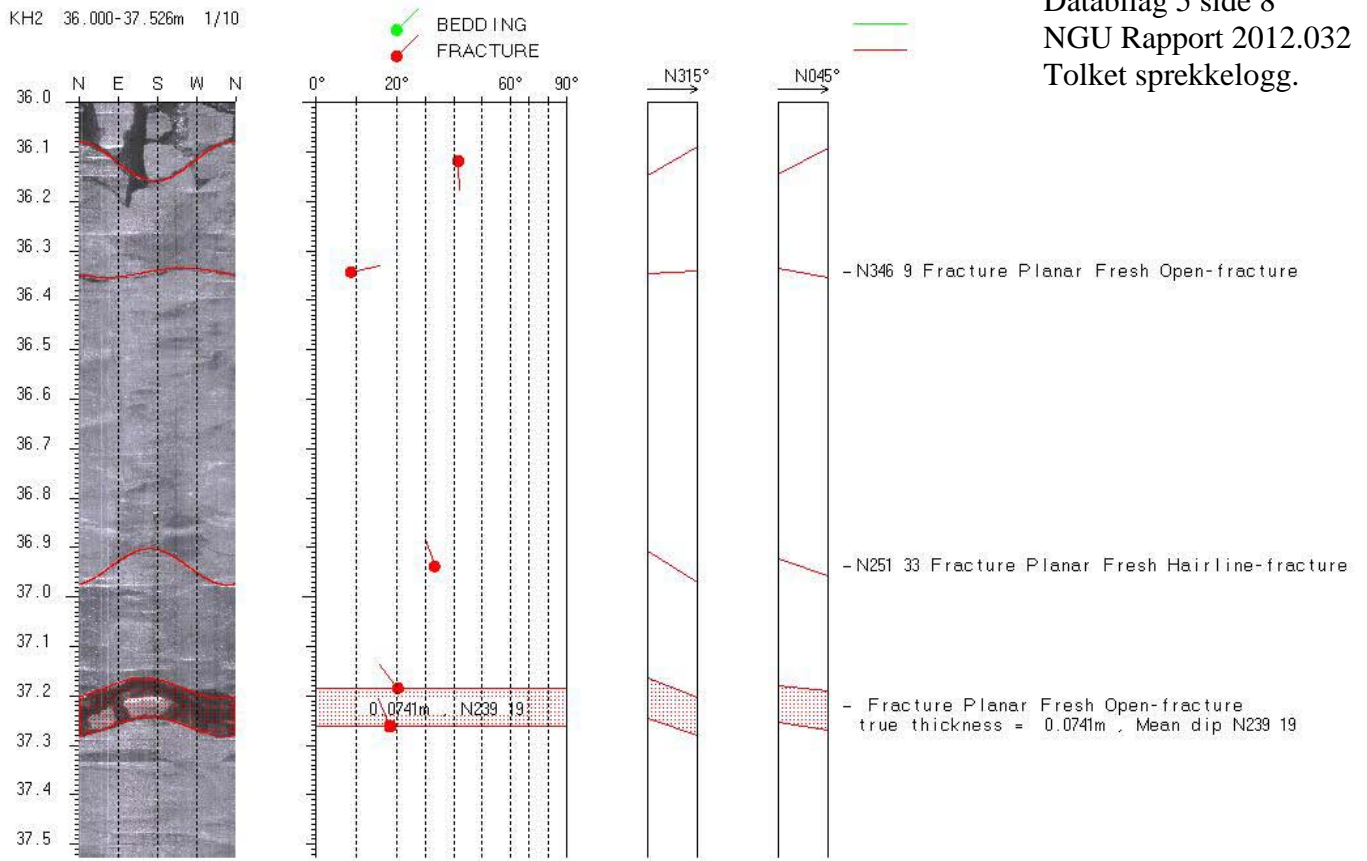 Databilag 5 side 8
NGU Rapport 2012.032
Tolket sprekkelogg.
KH2 36.000-37.526m 1/10
BEDDING
FRACTURE
N E S W N
0° 20° 60° 90°
N315° N045°
36.0
36.1
36.2
36.3
36.4
36.5
36.6
36.7
36.8
36.9
37.0
37.1
37.2
37.3
37.4
37.5
-N346 9 Fracture Planar Fresh Open-fracture
-N251 33 Fracture Planar Fresh Hairline-fracture
0.0741m , N239 19
- Fracture Planar Fresh Open-fracture
true thickness = 0.0741m , Mean dip N239 19